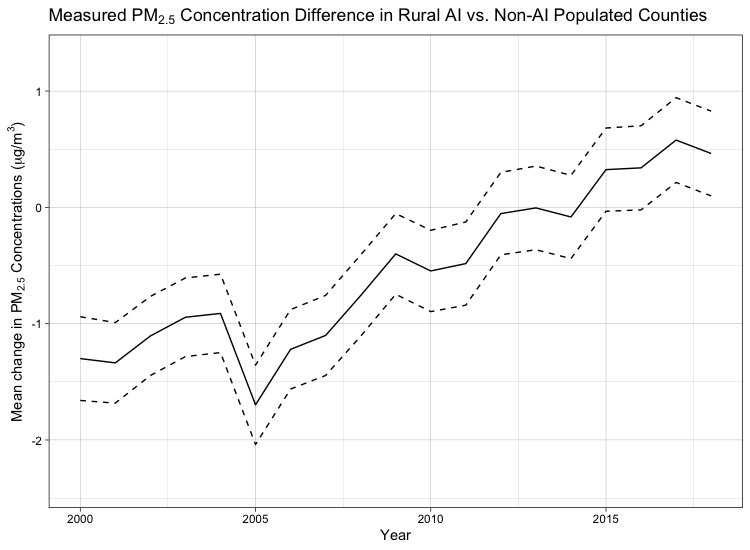 Measured PM2.5 Concentration Difference in Rural AI vs. Non-AI Populated Counties
Mean change in PM2.5 Concentrations (μg/m3)
1
0
-1
-2
2000
2005
2010
2015
Year